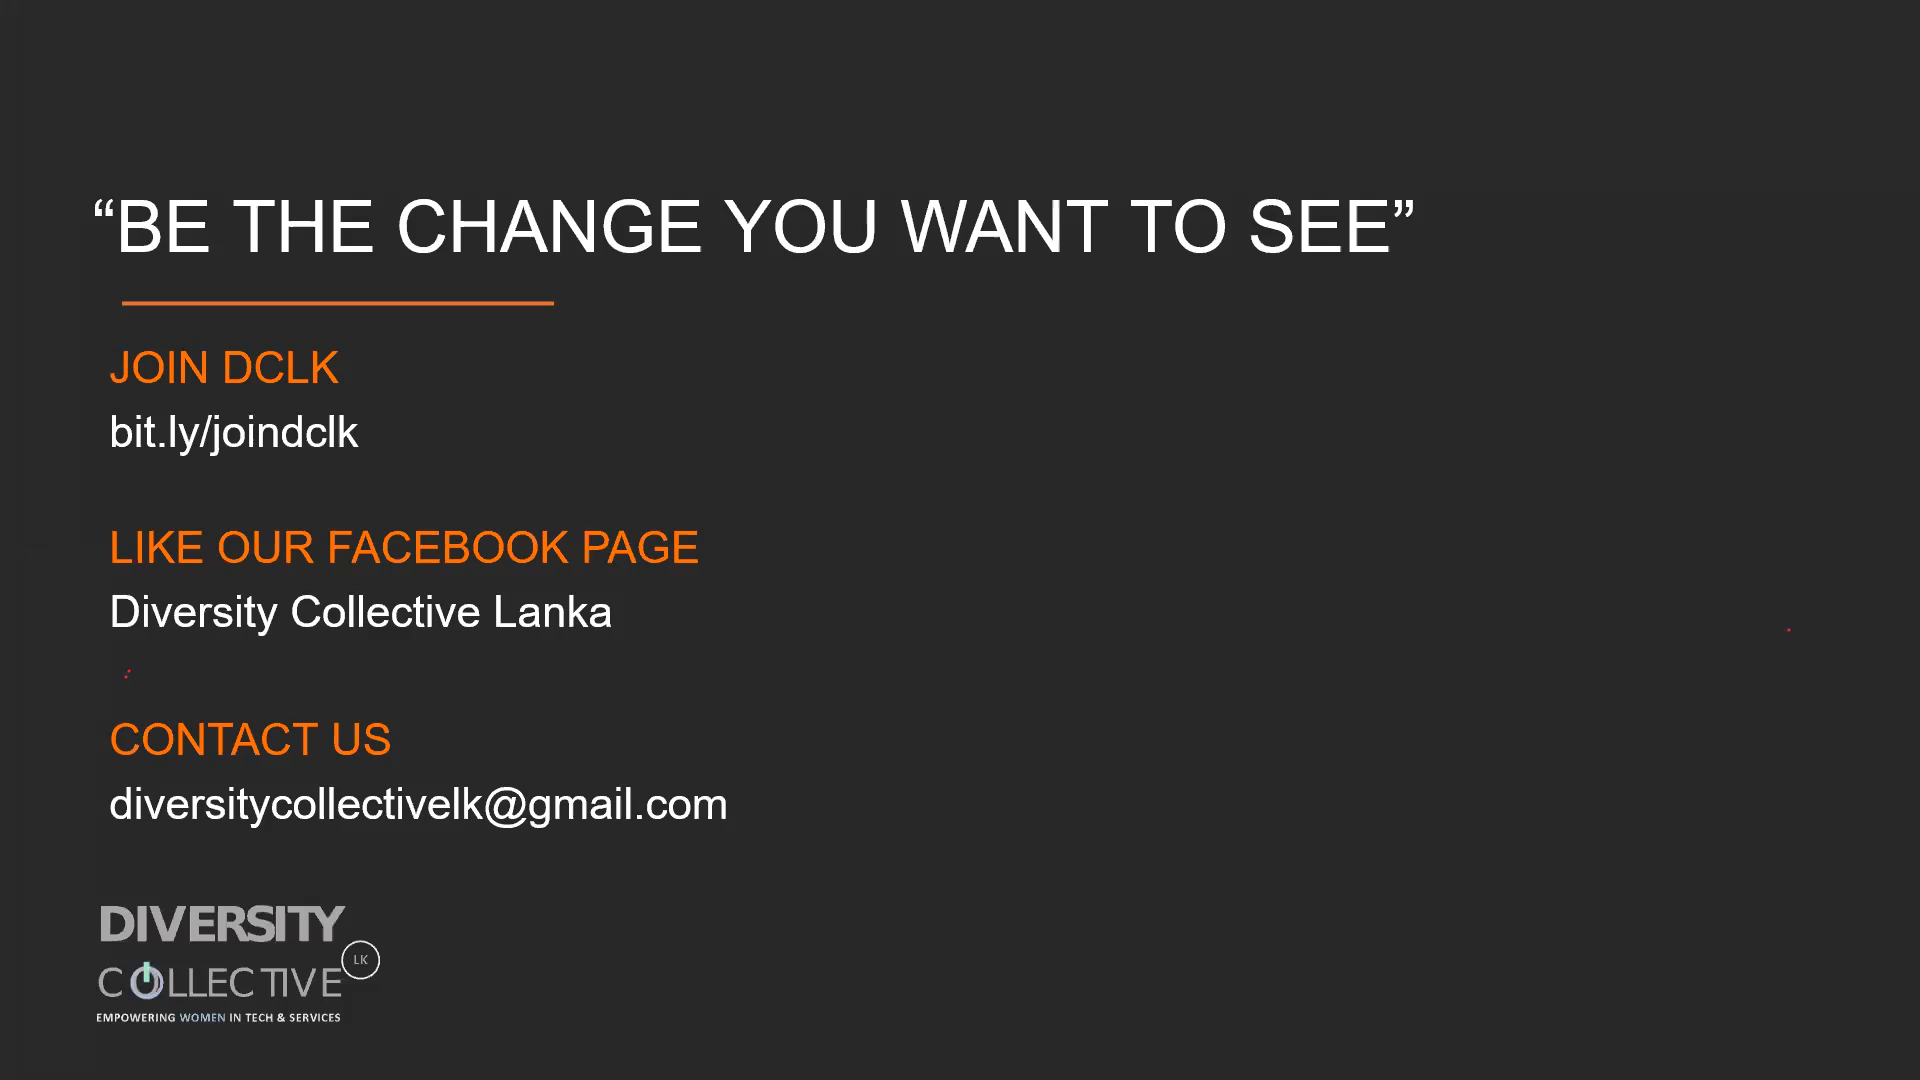 “BE THE CHANGE YOU WANT TO SEE”
JOIN DCLK
bit.ly/joindclk
LIKE OUR FACEBOOK PAGE
Diversity Collective Lanka
CONTACT US
diversitycollectivelk@gmail.com
DIVERSITY
COLLECTIVE
LK
EMPOWERING WOMEN IN TECH & SERVICES